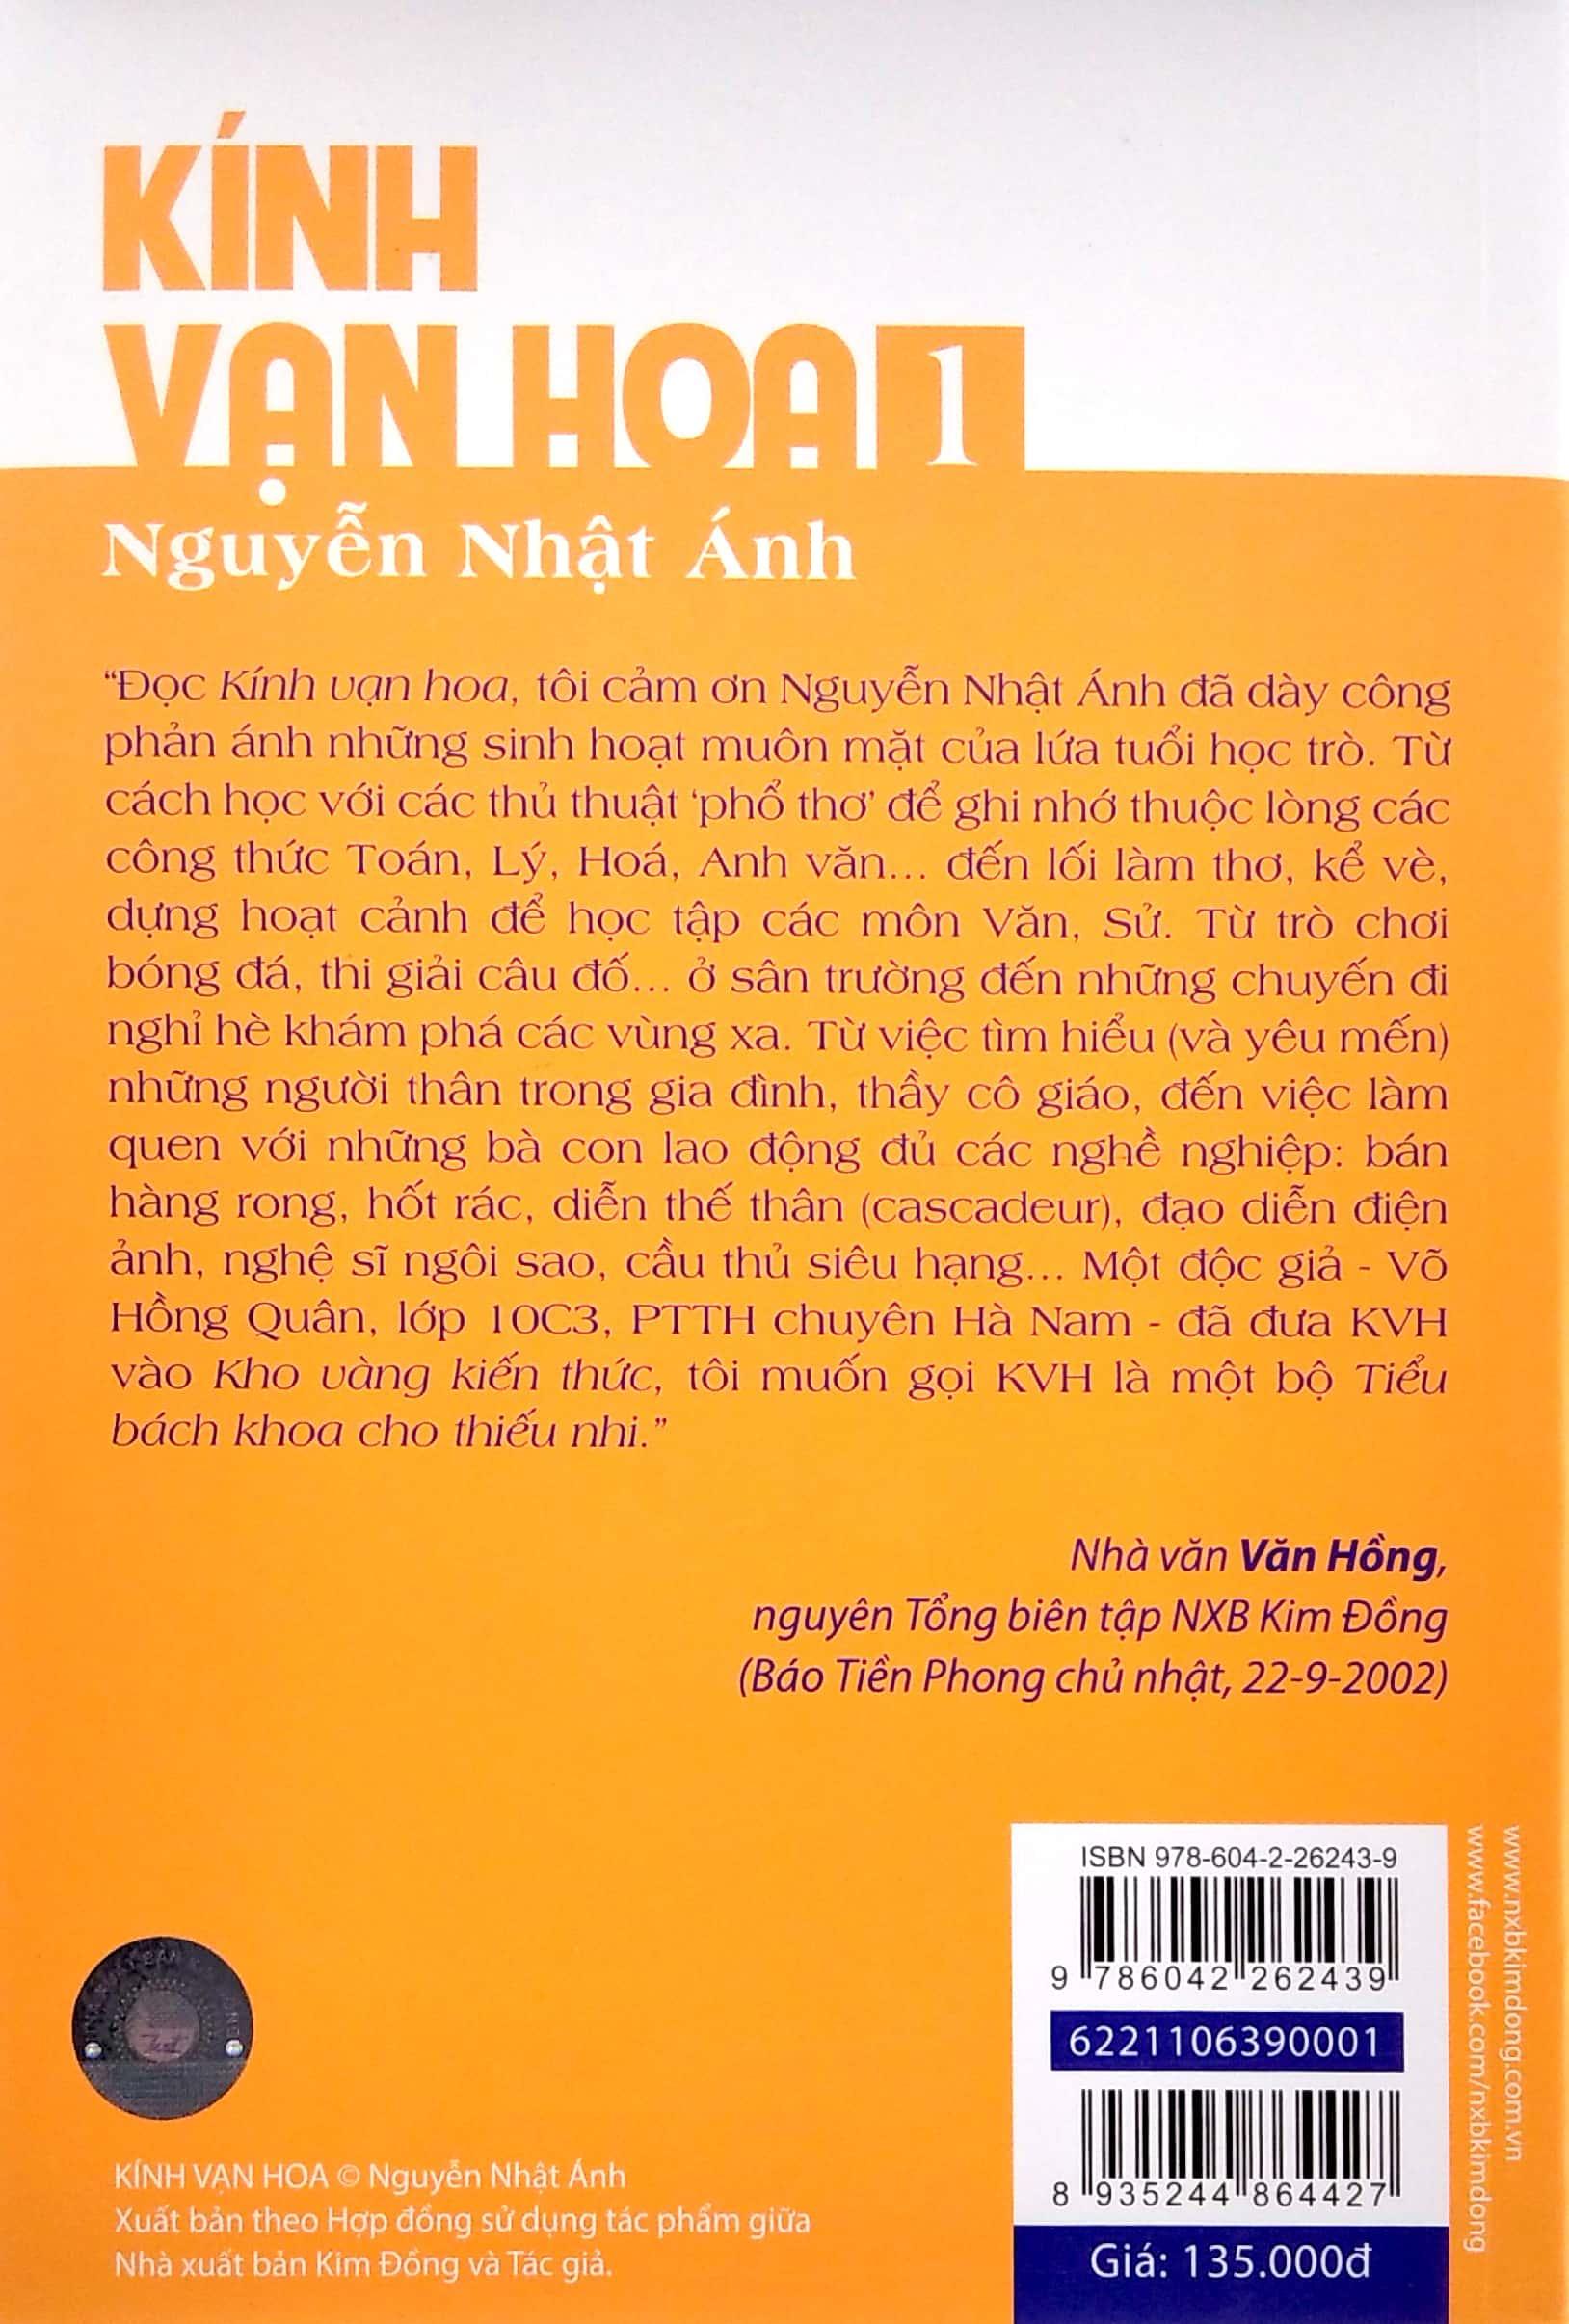 KÍNH
VẠN HOA 1
Nguyễn Nhật Ánh
“Đọc Kính vạn hoa, tôi cảm ơn Nguyễn Nhật Ánh đã dày công
phản ánh những sinh hoạt muôn mặt của lứa tuổi học trò. Từ
cách học với các thủ thuật ‘phổ thơ’ để ghi nhớ thuộc lòng các
công thức Toán, Lý, Hoá, Anh văn... đến lối làm thơ, kể vè,
dựng hoạt cảnh để học tập các môn Văn, Sử. Từ trò chơi
bóng đá, thi giải câu đố... ở sân trường đến những chuyến đi
nghỉ hè khám phá các vùng xa. Từ việc tìm hiểu (và yêu mến)
những người thân trong gia đình, thầy cô giáo, đến việc làm
quen với những bà con lao động đủ các nghề nghiệp: bán
hàng rong, hốt rác, diễn thế thân (cascadeur), đạo diễn điện
ảnh, nghệ sĩ ngôi sao, cầu thủ siêu hạng... Một độc giả - Võ
Hồng Quân, lớp 10C3, PTTH chuyên Hà Nam - đã đưa KVH
vào Kho vàng kiến thức, tôi muốn gọi KVH là một bộ Tiểu
bách khoa cho thiếu nhi.”
Nhà văn Văn Hồng,
nguyên Tổng biên tập NXB Kim Đồng
(Báo Tiền Phong chủ nhật, 22-9-2002)
ISBN 978-604-2-26243-9
9 786042 262439
6221106390001
8 935244 864427
Giá: 135.000đ
www.nxbkimdong.com.vn
www.facebook.com/nxbkimdong
KÍNH VẠN HOA © Nguyễn Nhật Ánh
Xuất bản theo Hợp đồng sử dụng tác phẩm giữa
Nhà xuất bản Kim Đồng và Tác giả.